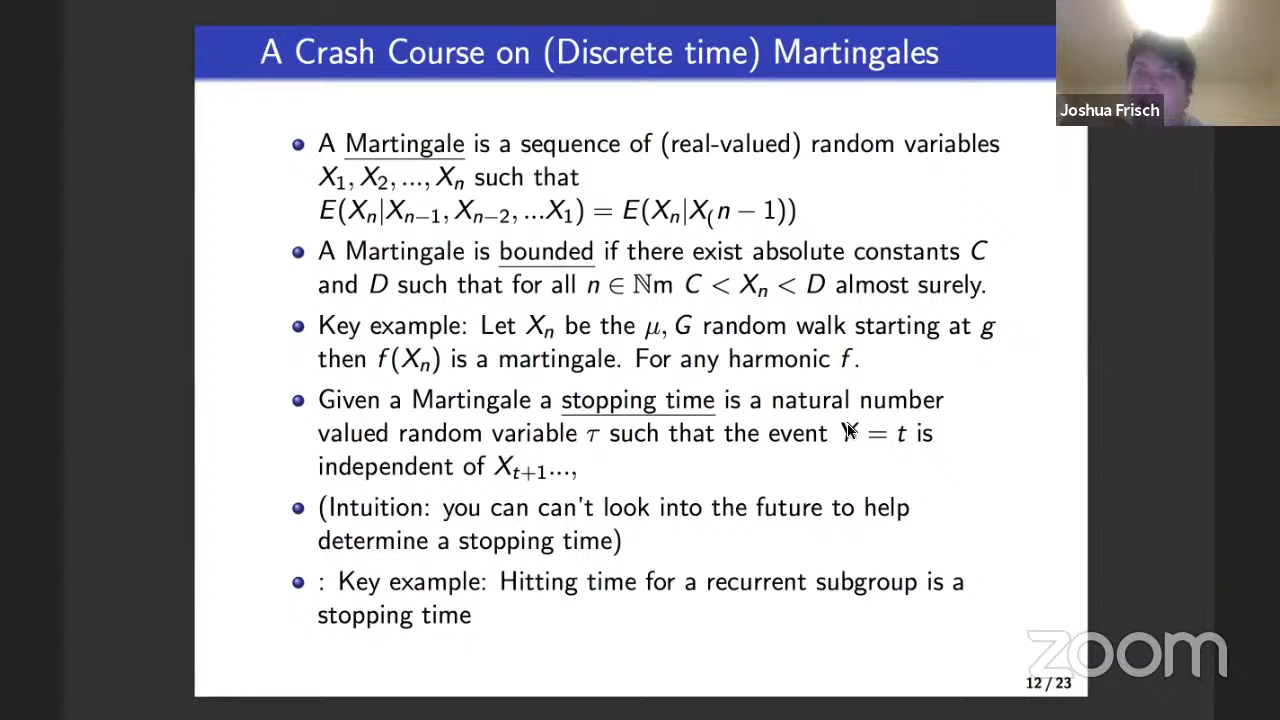 A Crash Course on (Discrete time) Martingales
Joshua Frisch
A Martingale is a sequence of (real-valued) random variables
X₁, X₂, ..., Xₙ such that
E(Xₙ|Xₙ₋₁, Xₙ₋₂, ...X₁) = E(Xₙ|X₍n − 1))
A Martingale is bounded if there exist absolute constants C
and D such that for all n ∈ ℕm C < Xₙ < D almost surely.
Key example: Let Xₙ be the μ, G random walk starting at g
then f(Xₙ) is a martingale. For any harmonic f.
Given a Martingale a stopping time is a natural number
valued random variable τ such that the event = t is
independent of Xₜ₊₁...,
(Intuition: you can can't look into the future to help
determine a stopping time)
: Key example: Hitting time for a recurrent subgroup is a
stopping time
zoom
12 / 23